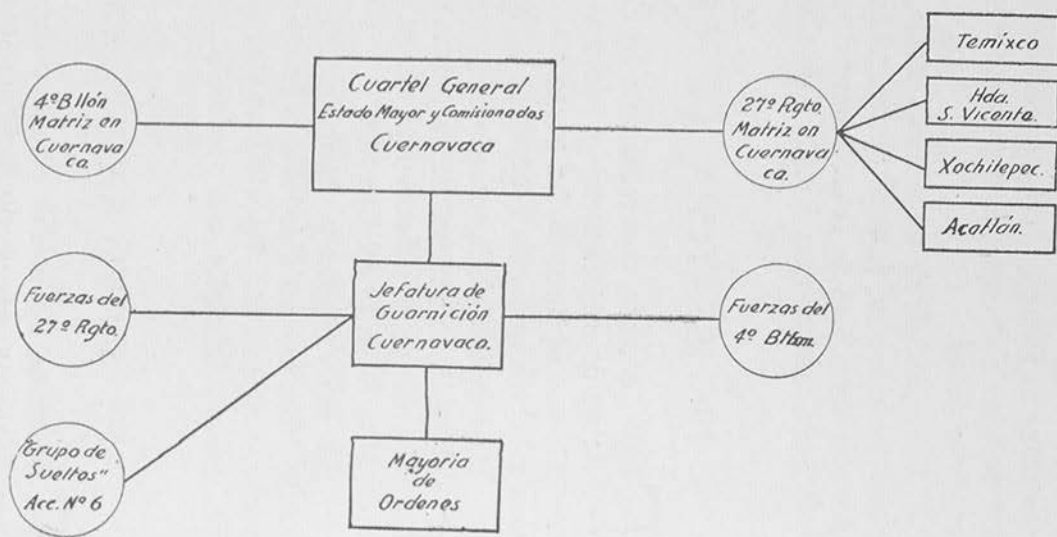 4º Bllón
Matriz en
Cuernava
ca.
Cuartel General
Estado Mayor y Comisionados
Cuernavaca
27º Rgto.
Matriz en
Cuernava
ca.
Temixco
Hda.
S. Vicente.
Xochitepec.
Acatlán.
Fuerzas del
27º Rgto.
Jefatura de
Guarnición
Cuernavaca.
Fuerzas del
4º
"Grupo de
Sueltos"
Acc. Nº 6
Mayoria
de
Ordenes